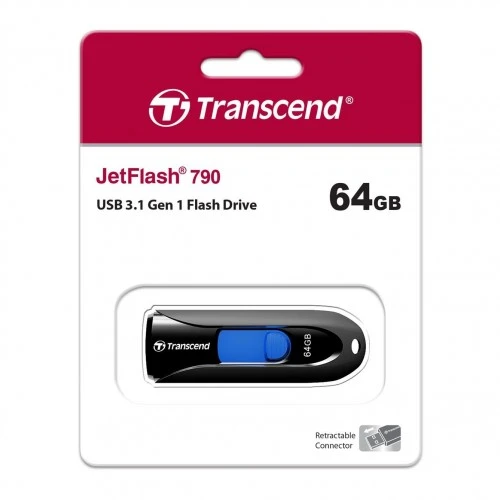 Transcend®
JetFlash® 790
USB 3.1 Gen 1 Flash Drive
64GB
Transcend
64GB
Retractable
Connector